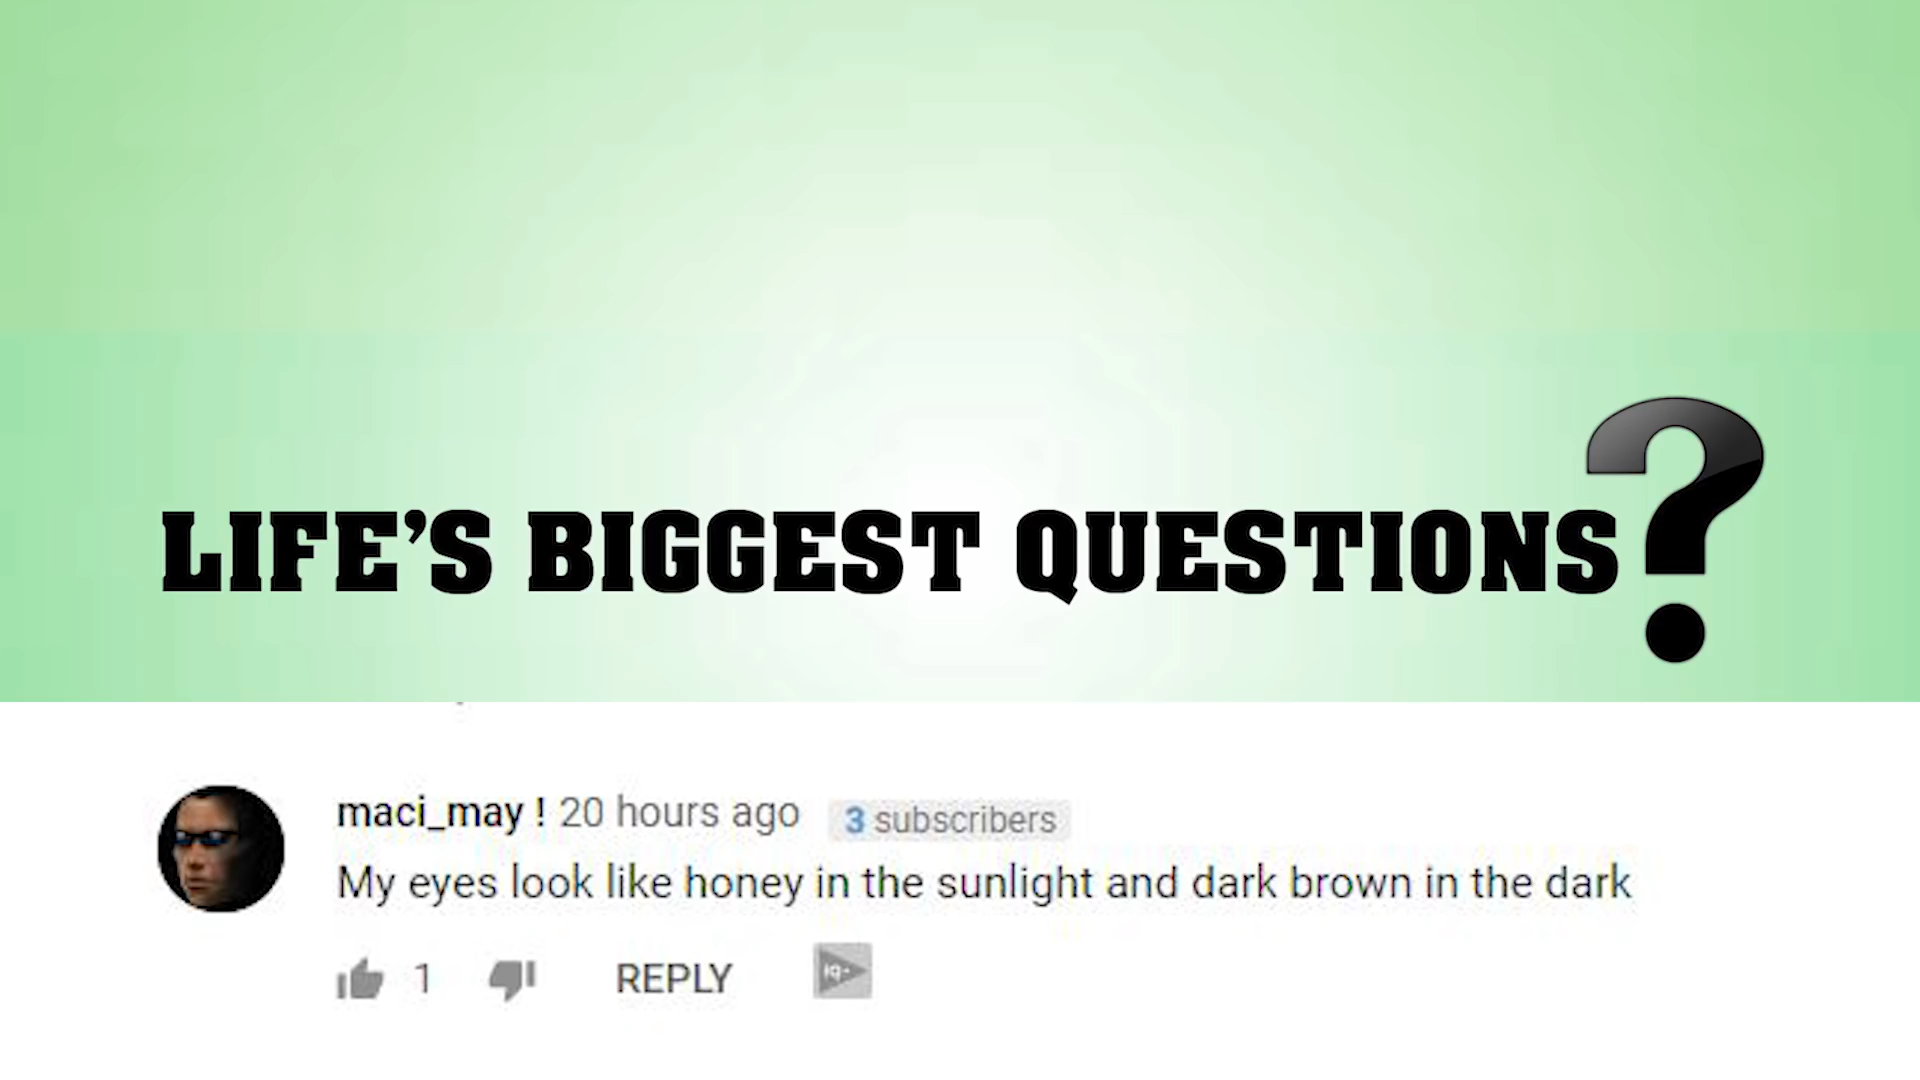 LIFE’S BIGGEST QUESTIONS?
maci_may ! 20 hours ago 3 subscribers
My eyes look like honey in the sunlight and dark brown in the dark
1 REPLY IQ